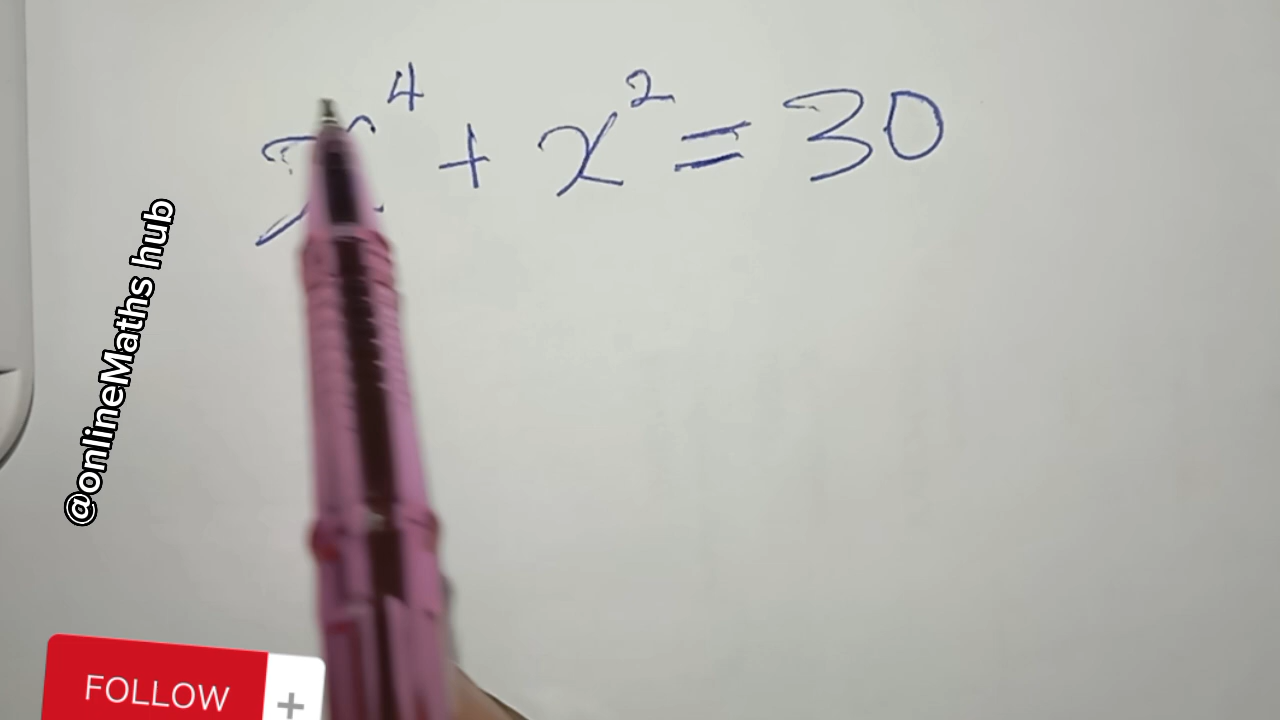 x⁴ + x² = 30
@onlineMaths hub
FOLLOW +